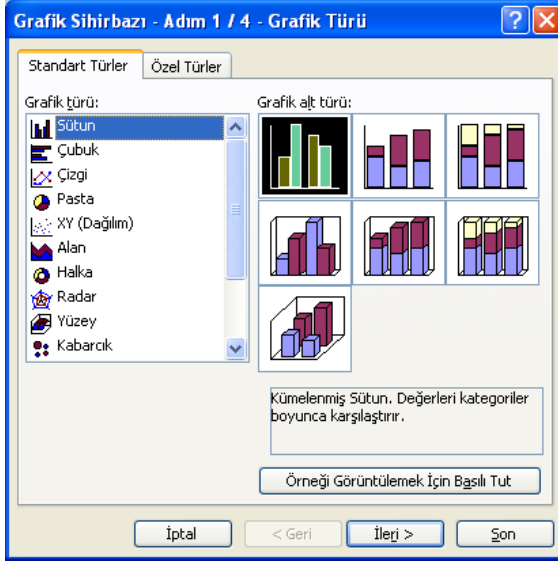 Grafik Sihirbazı - Adım 1 / 4 - Grafik Türü
Standart Türler
Özel Türler
Grafik türü:
Sütun
Çubuk
Çizgi
Pasta
XY (Dağılım)
Alan
Halka
Radar
Yüzey
Kabarcık
Grafik alt türü:
Kümelenmiş Sütun. Değerleri kategoriler
boyunca karşılaştırır.
Örneği Görüntülemek İçin Basılı Tut
İptal
< Geri
İleri >
Son